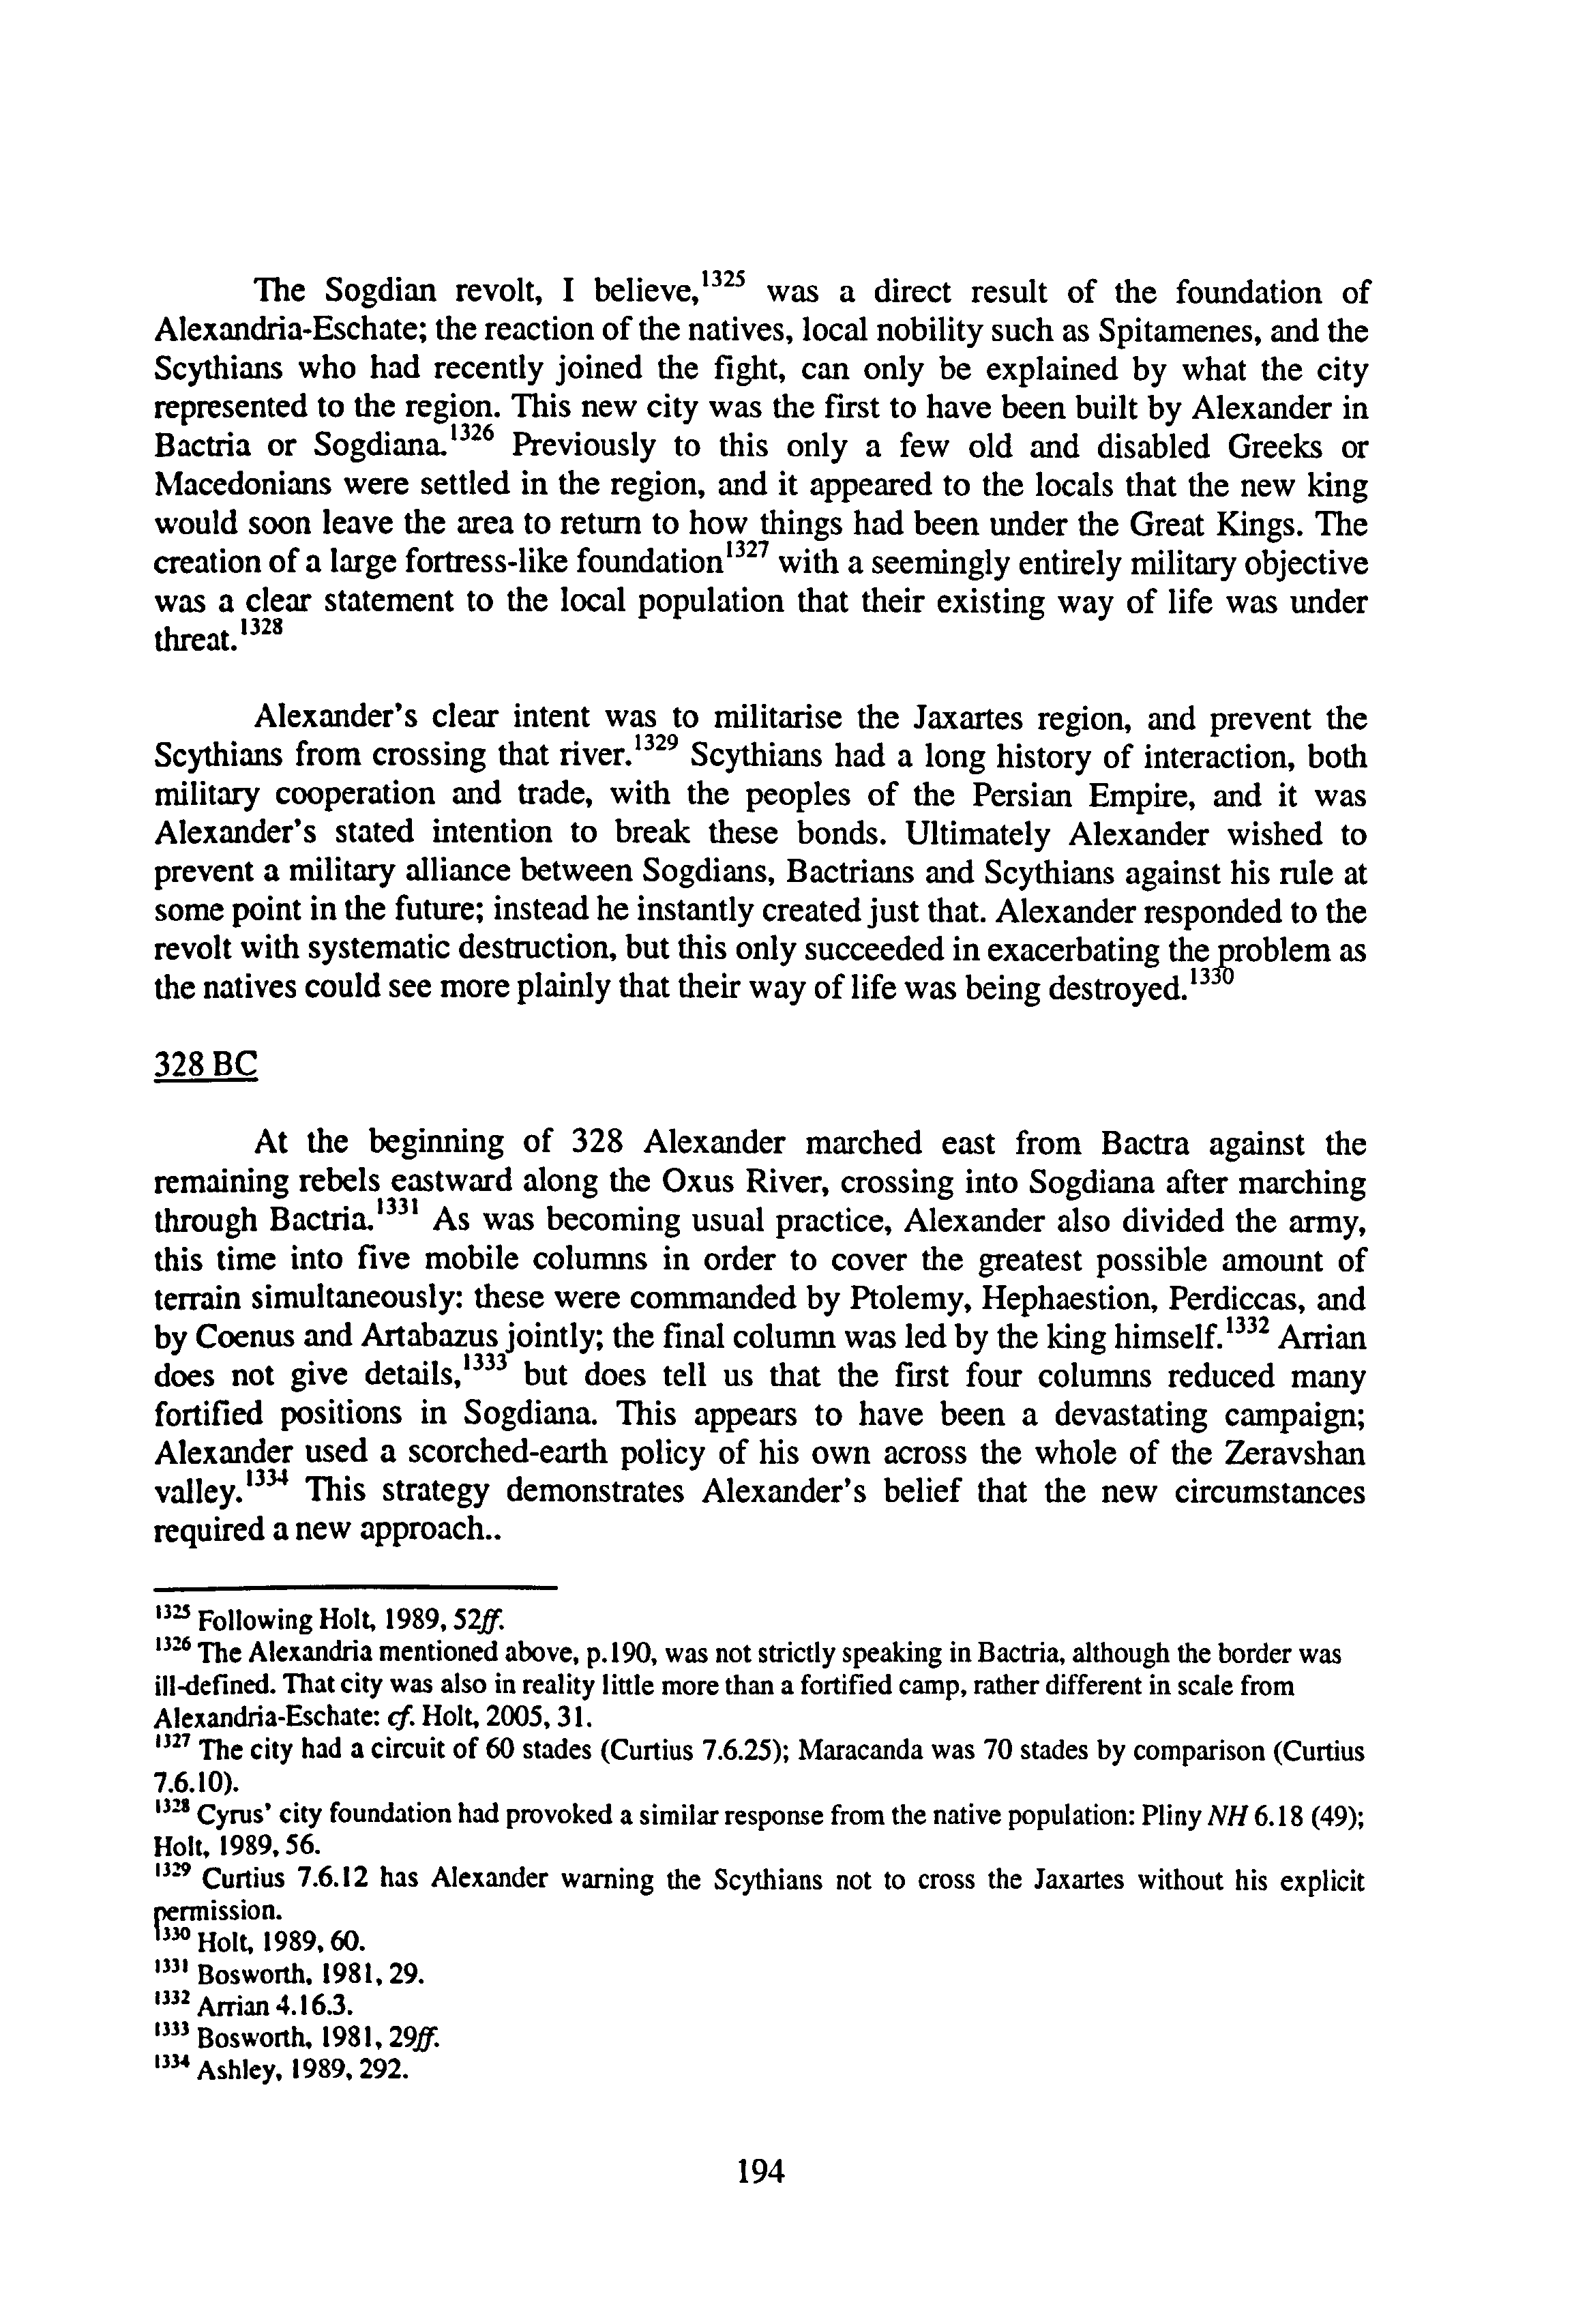 The Sogdian revolt, I believe,1325 was a direct result of the foundation of
Alexandria-Eschate; the reaction of the natives, local nobility such as Spitamenes, and the
Scythians who had recently joined the fight, can only be explained by what the city
represented to the region. This new city was the first to have been built by Alexander in
Bactria or Sogdiana.1326 Previously to this only a few old and disabled Greeks or
Macedonians were settled in the region, and it appeared to the locals that the new king
would soon leave the area to return to how things had been under the Great Kings. The
creation of a large fortress-like foundation1327 with a seemingly entirely military objective
was a clear statement to the local population that their existing way of life was under
threat.1328
Alexander's clear intent was to militarise the Jaxartes region, and prevent the
Scythians from crossing that river.1329 Scythians had a long history of interaction, both
military cooperation and trade, with the peoples of the Persian Empire, and it was
Alexander's stated intention to break these bonds. Ultimately Alexander wished to
prevent a military alliance between Sogdians, Bactrians and Scythians against his rule at
some point in the future; instead he instantly created just that. Alexander responded to the
revolt with systematic destruction, but this only succeeded in exacerbating the problem as
the natives could see more plainly that their way of life was being destroyed.1330
328 BC
At the beginning of 328 Alexander marched east from Bactra against the
remaining rebels eastward along the Oxus River, crossing into Sogdiana after marching
through Bactria.1331 As was becoming usual practice, Alexander also divided the army,
this time into five mobile columns in order to cover the greatest possible amount of
terrain simultaneously: these were commanded by Ptolemy, Hephaestion, Perdiccas, and
by Coenus and Artabazus jointly; the final column was led by the king himself.1332 Arrian
does not give details,1333 but does tell us that the first four columns reduced many
fortified positions in Sogdiana. This appears to have been a devastating campaign;
Alexander used a scorched-earth policy of his own across the whole of the Zeravshan
valley.1334 This strategy demonstrates Alexander's belief that the new circumstances
required a new approach..
1325 Following Holt, 1989, 52ff.
1326 The Alexandria mentioned above, p.190, was not strictly speaking in Bactria, although the border was
ill-defined. That city was also in reality little more than a fortified camp, rather different in scale from
Alexandria-Eschate: cf. Holt, 2005, 31.
1327 The city had a circuit of 60 stades (Curtius 7.6.25); Maracanda was 70 stades by comparison (Curtius
7.6.10).
1328 Cyrus' city foundation had provoked a similar response from the native population: Pliny NH 6.18 (49);
Holt, 1989, 56.
1329 Curtius 7.6.12 has Alexander warning the Scythians not to cross the Jaxartes without his explicit
permission.
1330 Holt, 1989, 60.
1331 Bosworth, 1981, 29.
1332 Arrian 4.16.3.
1333 Bosworth, 1981, 29ff.
1334 Ashley, 1989, 292.
194